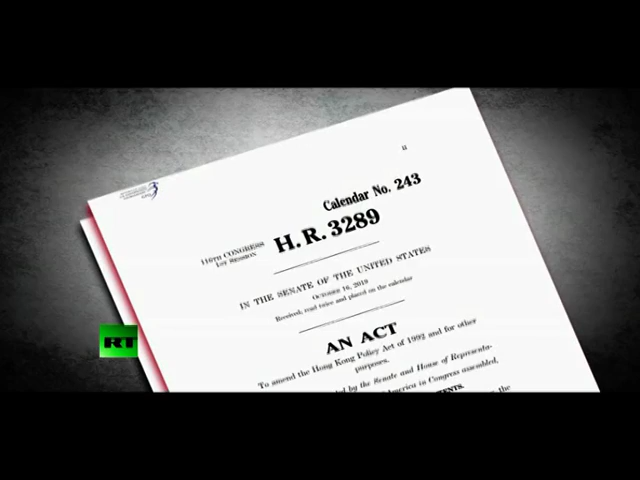 II
Calendar No. 243
116TH CONGRESS
1ST SESSION
H. R. 3289
IN THE SENATE OF THE UNITED STATES
OCTOBER 16, 2019
Received; read twice and placed on the calendar
AN ACT
To amend the Hong Kong Policy Act of 1992 and for other
purposes.
by the Senate and House of Representa-
America in Congress assembled,
the
RT